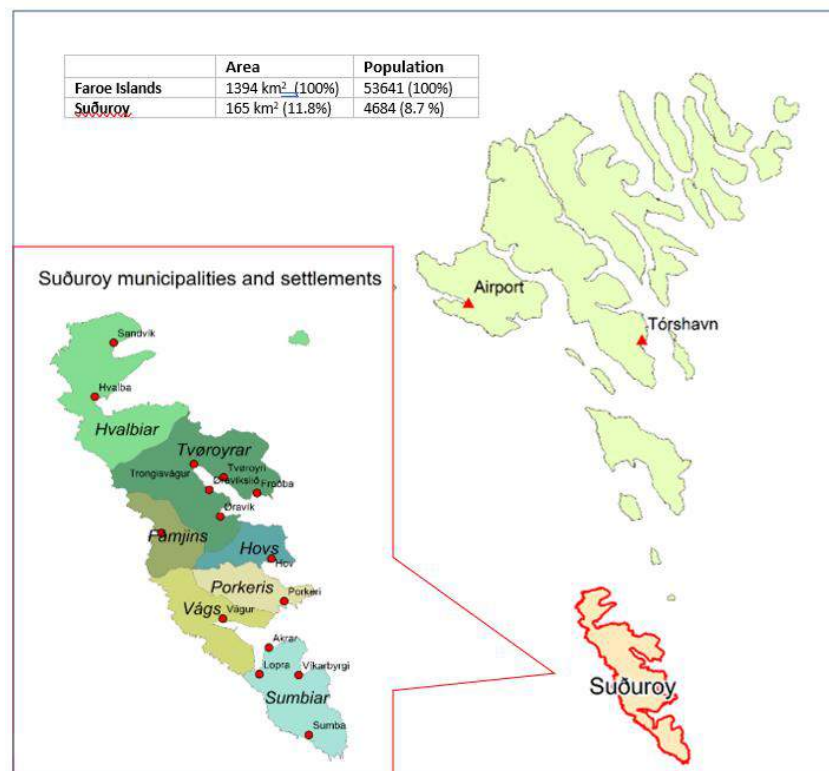 Area Population
Faroe Islands 1394 km² (100%) 53641 (100%)
Suðuroy 165 km² (11.8%) 4684 (8.7 %)
Airport
Tórshavn
Suðuroy
Suðuroy municipalities and settlements
Sandvík
Hvalba
Hvalbiar
Tvøroyrar
Trongisvágur
Tvøroyri
Øravíkslíð
Froðba
Øravík
Famjins
Hovs
Hov
Porkeris
Porkeri
Vágs
Vágur
Akrar
Lopra
Víkarbyrgi
Sumbiar
Sumba